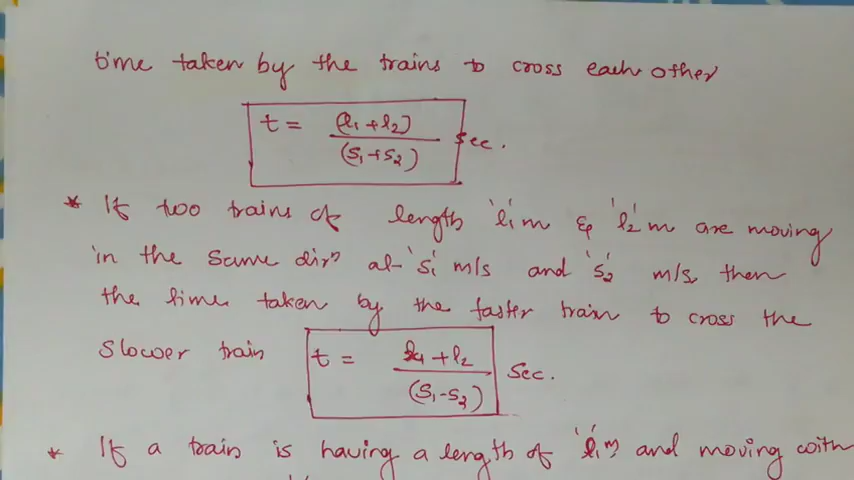 time taken by the trains to cross each other
t = (l₁ + l₂) / (S₁ + S₂) sec.
* If two trains of length 'l₁'m & 'l₂'m are moving
in the same dirⁿ at 'S₁' m/s and 'S₂' m/s then
the time taken by the faster train to cross the
slower train t = l₁ + l₂ / (S₁ - S₂) Sec.
* If a train is having a length of 'l₁'m and moving with